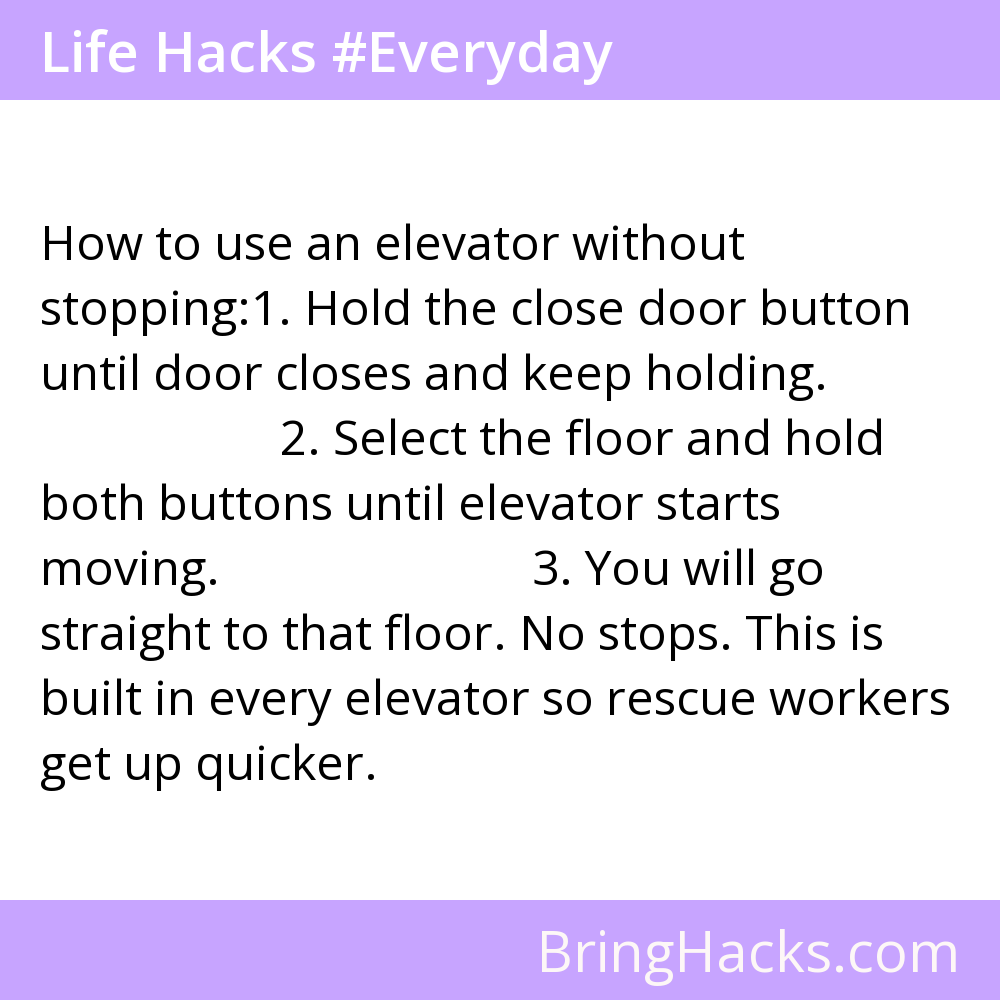 Life Hacks #Everyday
How to use an elevator without
stopping:1. Hold the close door button
until door closes and keep holding.
2. Select the floor and hold
both buttons until elevator starts
moving. 3. You will go
straight to that floor. No stops. This is
built in every elevator so rescue workers
get up quicker.
BringHacks.com